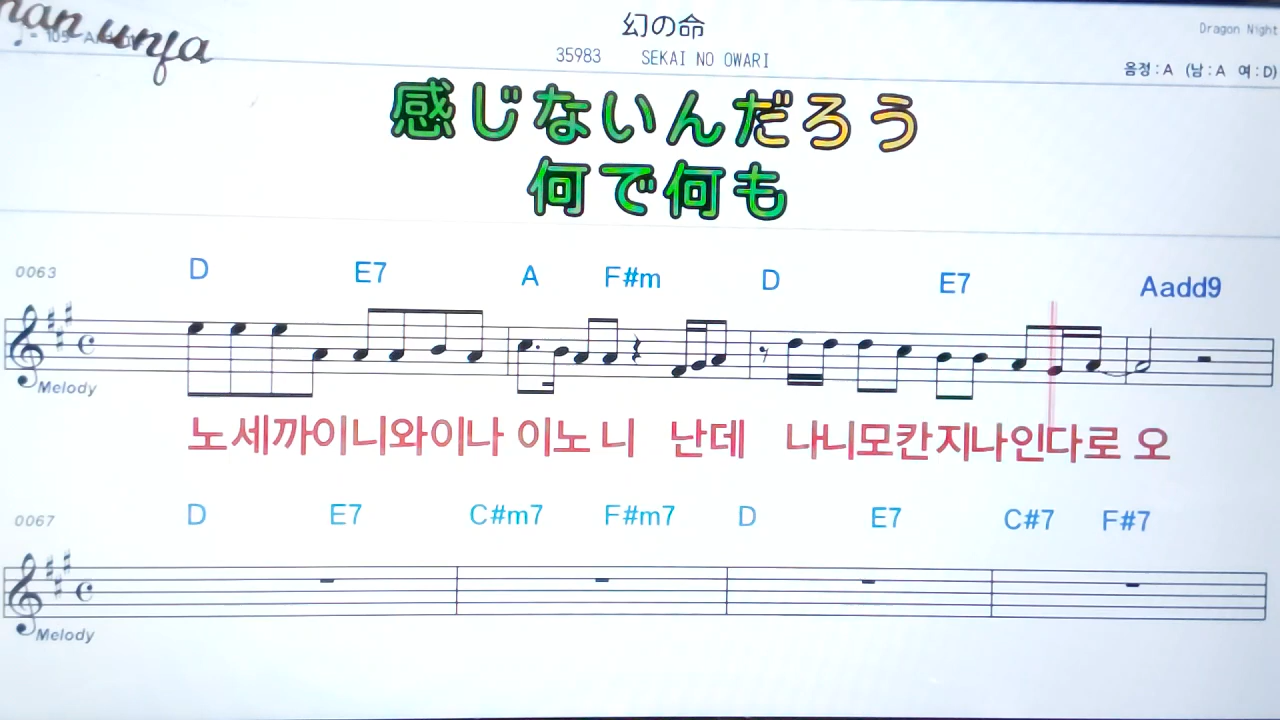 幻の命
Dragon Night
35983 SEKAI NO OWARI
음정 : A (남 : A 여 : D)
感じないんだろう
何で何も
0063 D E7 A F#m D E7 Aadd9
Melody
노세까이니와이나 이노니 난데 나니모칸지나인다로 오
0067 D E7 C#m7 F#m7 D E7 C#7 F#7
Melody